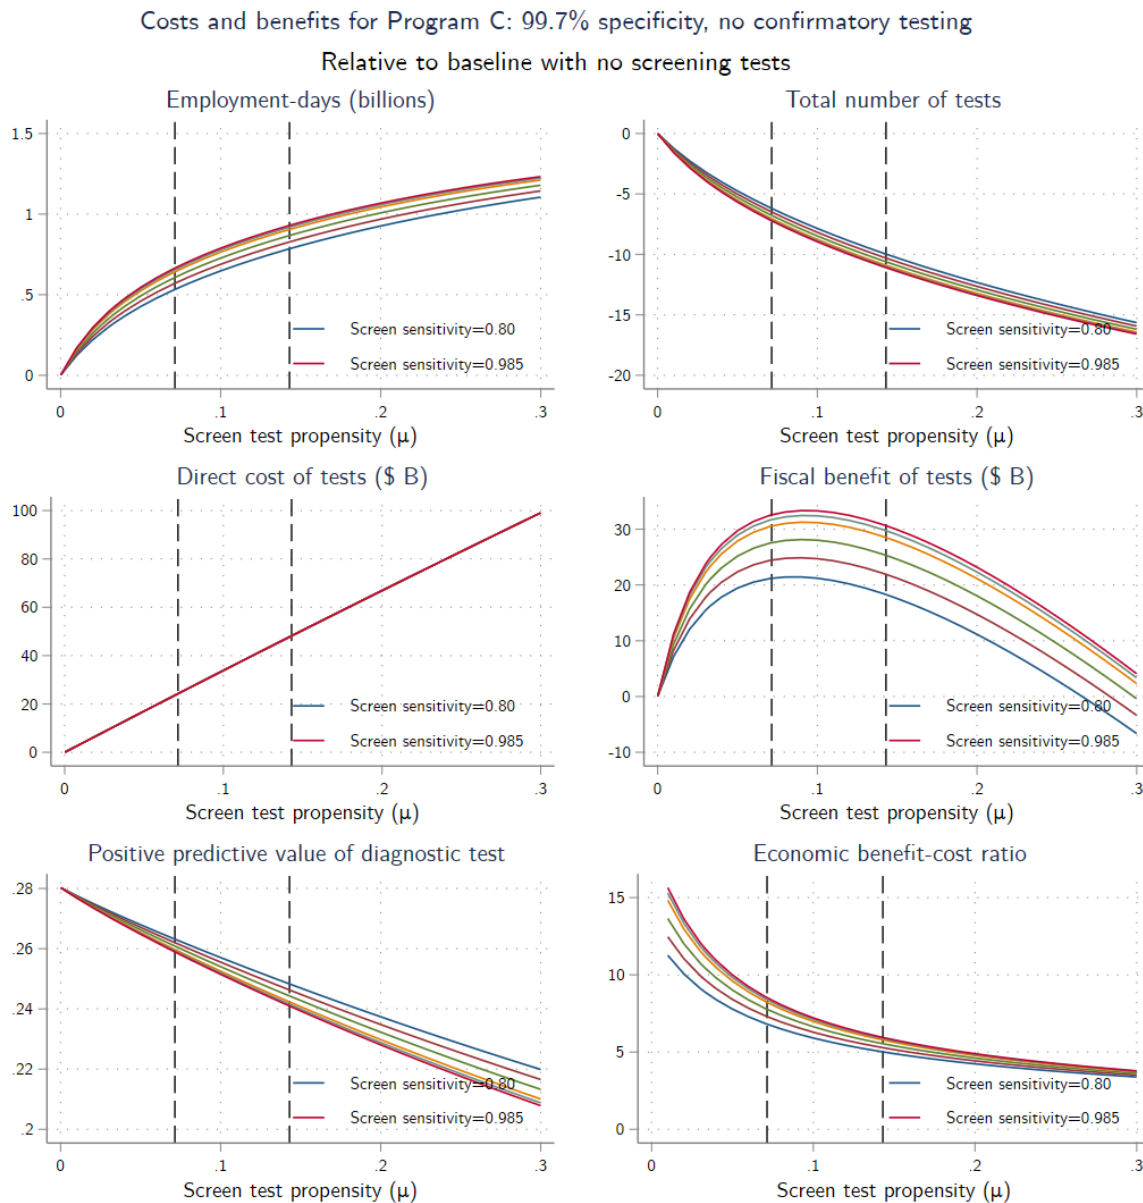 Costs and benefits for Program C: 99.7% specificity, no confirmatory testing
Relative to baseline with no screening tests
Employment-days (billions)
1.5
1
.5
0
Screen sensitivity=0.80
Screen sensitivity=0.985
0 .1 .2 .3
Screen test propensity (μ)
Total number of tests
0
-5
-10
-15
-20
Screen sensitivity=0.80
Screen sensitivity=0.985
0 .1 .2 .3
Screen test propensity (μ)
Direct cost of tests ($ B)
100
80
60
40
20
0
Screen sensitivity=0.80
Screen sensitivity=0.985
0 .1 .2 .3
Screen test propensity (μ)
Fiscal benefit of tests ($ B)
30
20
10
0
-10
Screen sensitivity=0.80
Screen sensitivity=0.985
0 .1 .2 .3
Screen test propensity (μ)
Positive predictive value of diagnostic test
.28
.26
.24
.22
.2
Screen sensitivity=0.80
Screen sensitivity=0.985
0 .1 .2 .3
Screen test propensity (μ)
Economic benefit-cost ratio
15
10
5
0
Screen sensitivity=0.80
Screen sensitivity=0.985
0 .1 .2 .3
Screen test propensity (μ)